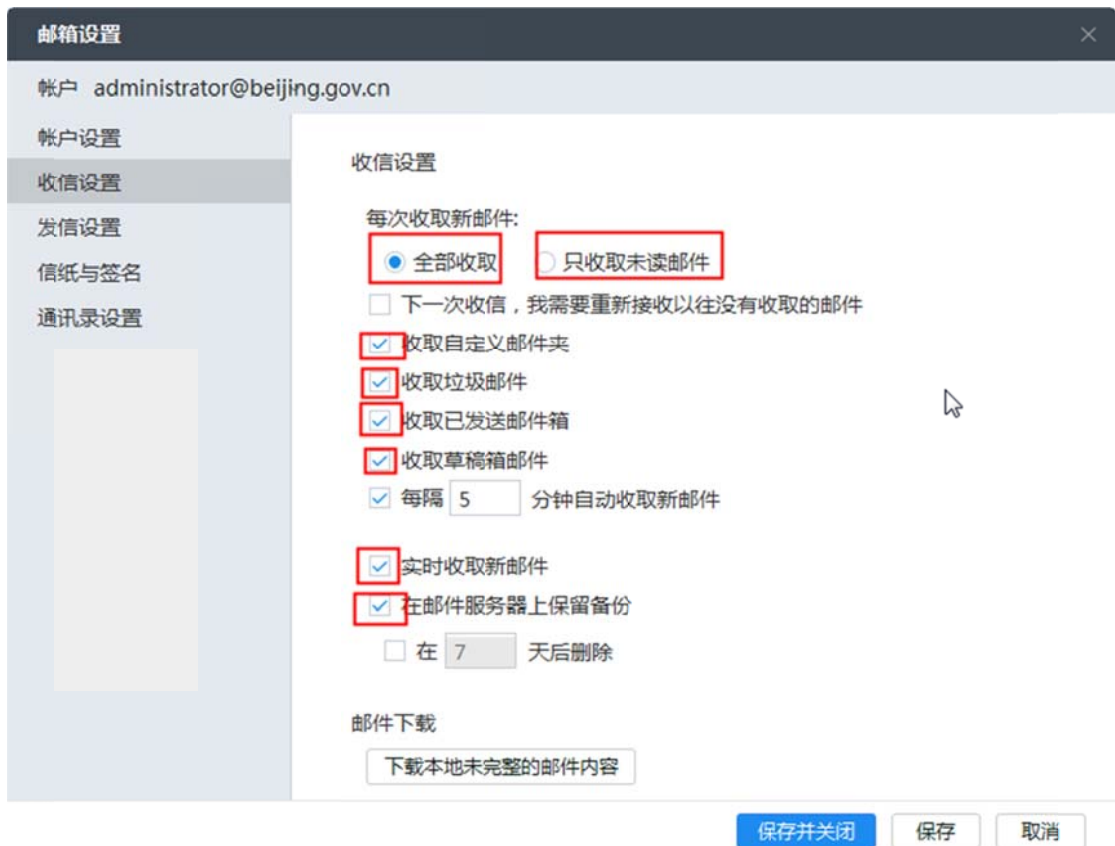 邮箱设置
帐户 administrator@beijing.gov.cn
帐户设置
收信设置
发信设置
信纸与签名
通讯录设置
收信设置
每次收取新邮件:
全部收取 只收取未读邮件
下一次收信，我需要重新接收以往没有收取的邮件
收取自定义邮件夹
收取垃圾邮件
收取已发送邮件箱
收取草稿箱邮件
每隔 5 分钟自动收取新邮件
实时收取新邮件
在邮件服务器上保留备份
在 7 天后删除
邮件下载
下载本地未完整的邮件内容
保存并关闭 保存 取消